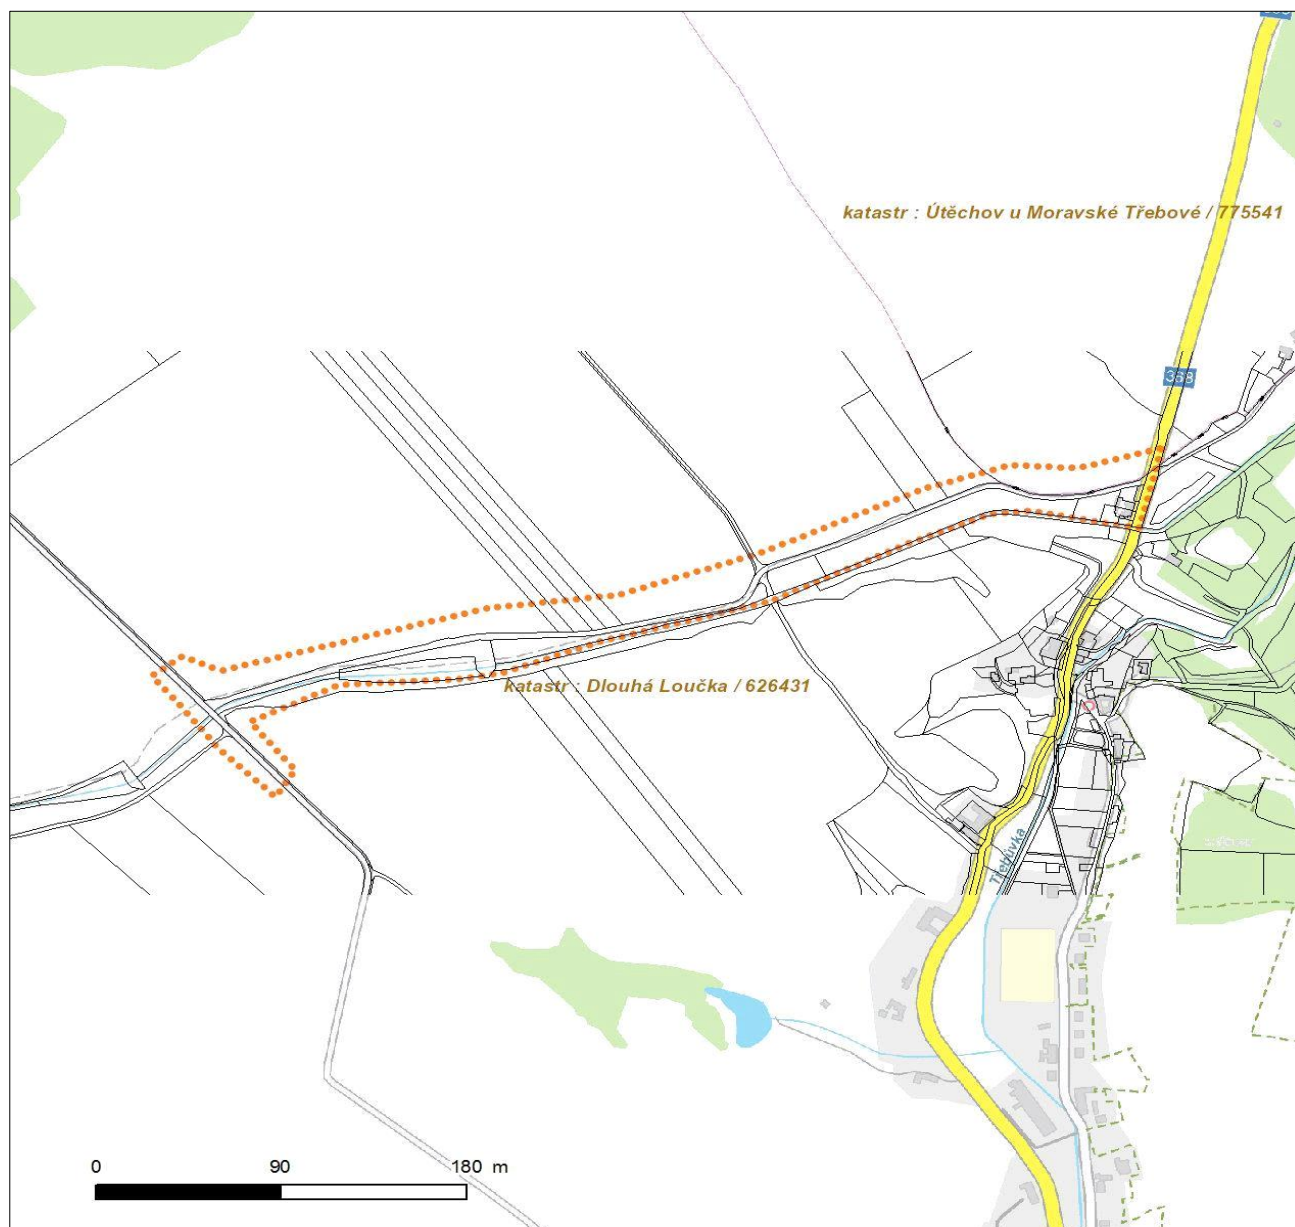 katastr : Útěchov u Moravské Třebové / 775541
368
katastr : Dlouhá Loučka / 626431
Třebůvka
0 90 180 m